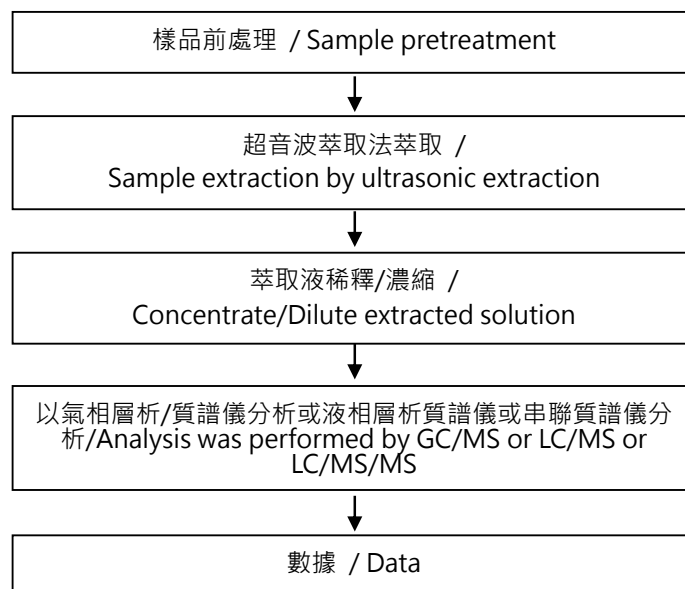 樣品前處理 / Sample pretreatment
超音波萃取法萃取 /
Sample extraction by ultrasonic extraction
萃取液稀釋/濃縮 /
Concentrate/Dilute extracted solution
以氣相層析/質譜儀分析或液相層析質譜儀或串聯質譜儀分
析/Analysis was performed by GC/MS or LC/MS or
LC/MS/MS
數據 / Data